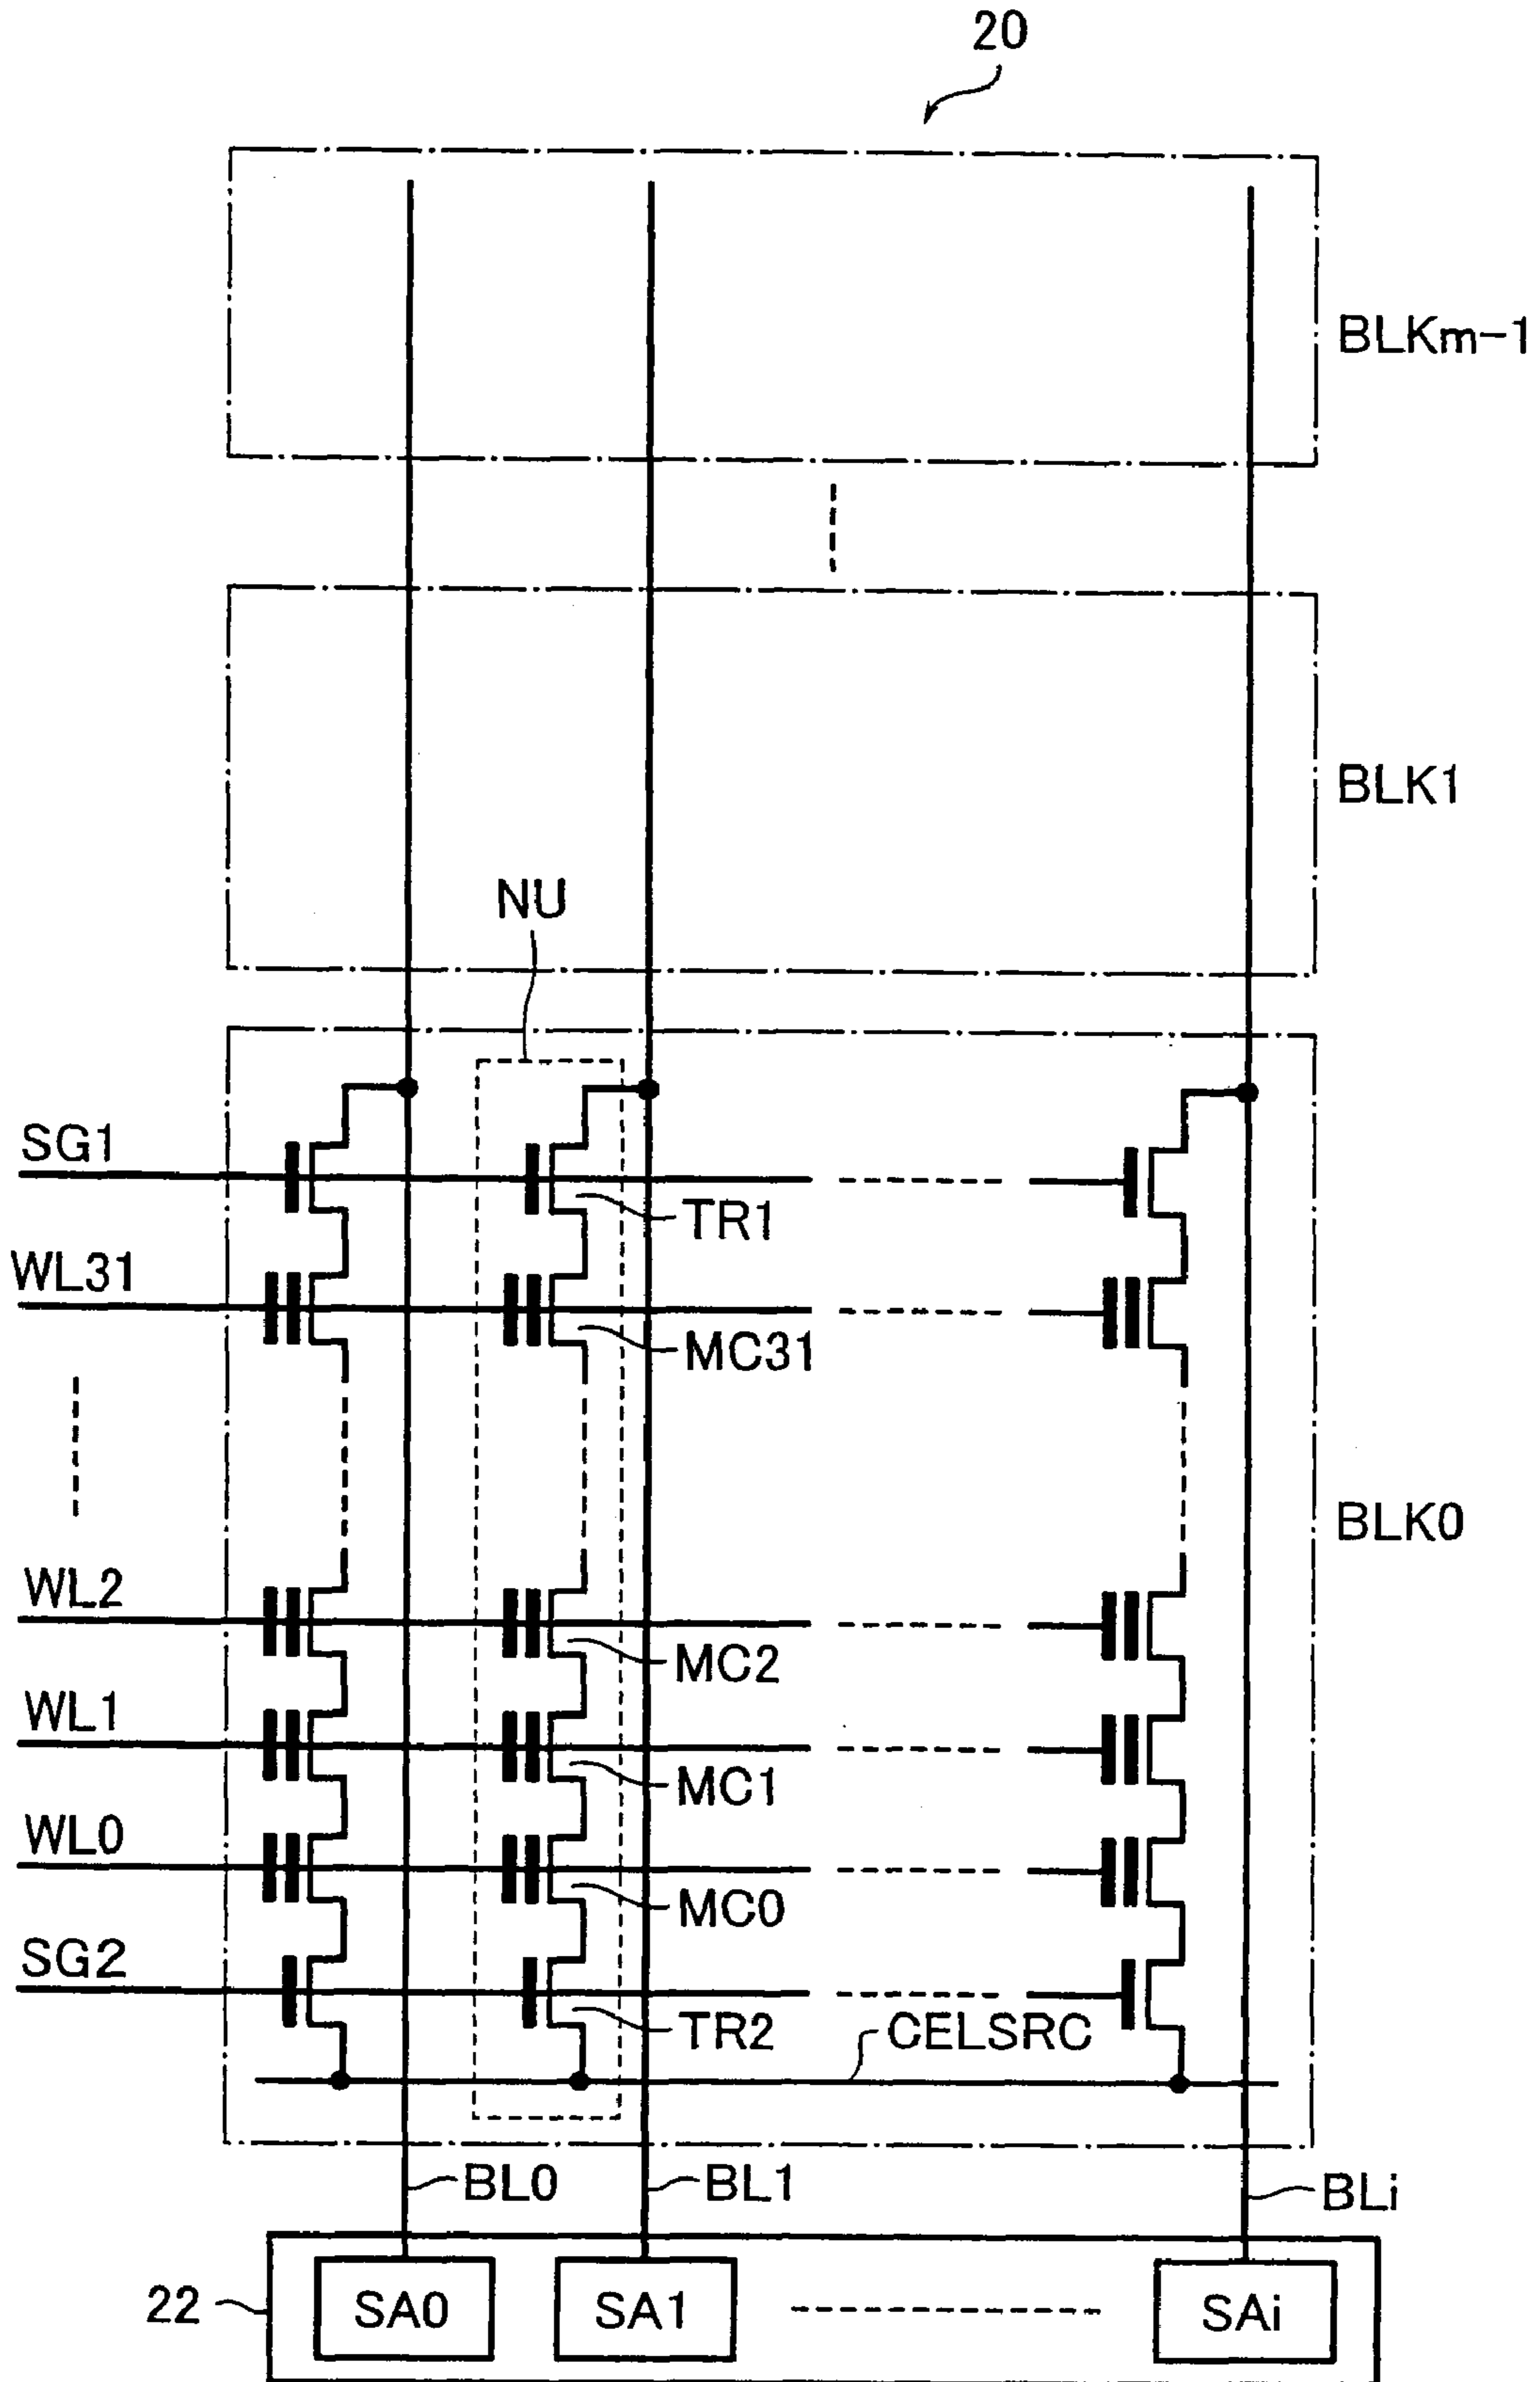 20
BLKm-1
BLK1
NU
SG1
TR1
WL31
MC31
BLK0
WL2
MC2
WL1
MC1
WL0
MC0
SG2
TR2
CELSRC
BL0
BL1
BLi
22
SA0
SA1
SAi